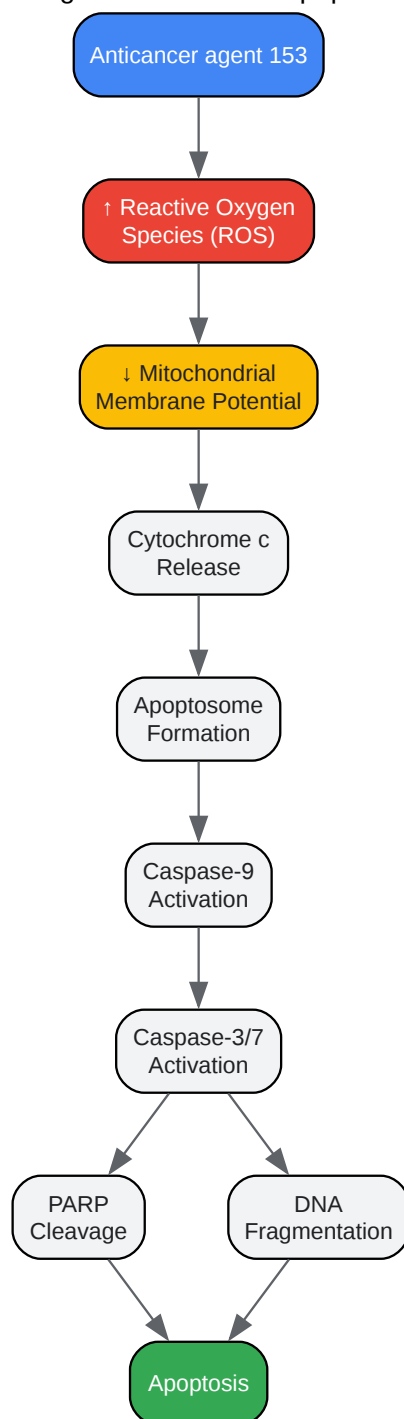 Anticancer agent 153
↑ Reactive Oxygen
Species (ROS)
↓ Mitochondrial
Membrane Potential
Cytochrome c
Release
Apoptosome
Formation
Caspase-9
Activation
Caspase-3/7
Activation
PARP
Cleavage
DNA
Fragmentation
Apoptosis